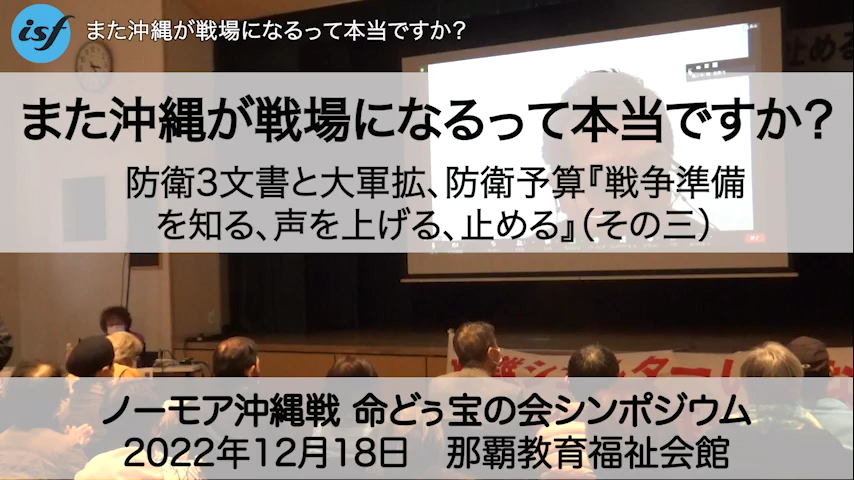 isf
また沖縄が戦場になるって本当ですか?
止める
また沖縄が戦場になるって本当ですか?
防衛3文書と大軍拡、防衛予算『戦争準備
を知る、声を上げる、止める』(その三)
ノーモア沖縄戦 命どぅ宝の会シンポジウム
2022年12月18日 那覇教育福祉会館